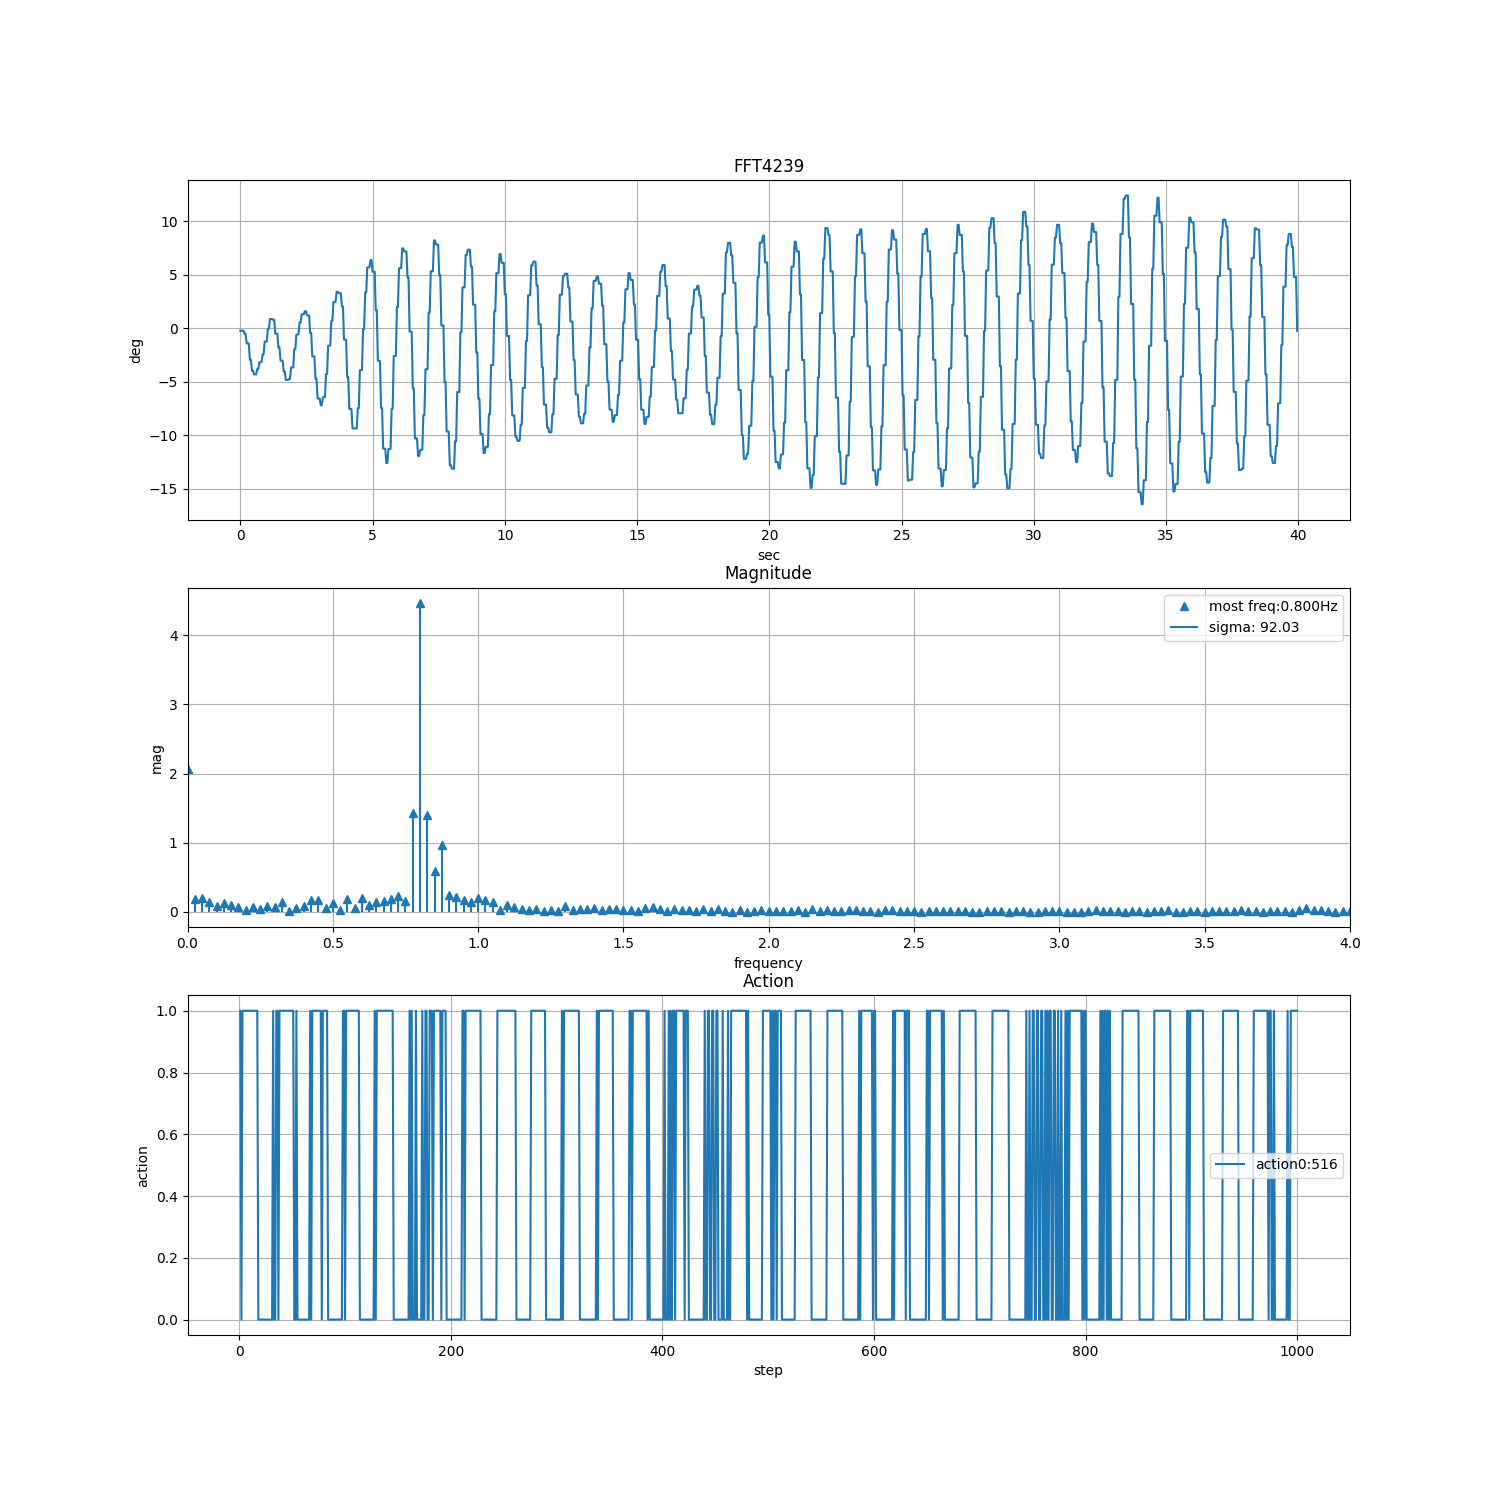 FFT4239
deg
10
5
0
−5
−10
−15
0 5 10 15 20 25 30 35 40
sec
Magnitude
mag
4
3
2
1
0
most freq:0.800Hz
sigma: 92.03
0.0 0.5 1.0 1.5 2.0 2.5 3.0 3.5 4.0
frequency
Action
action
1.0
0.8
0.6
0.4
0.2
0.0
action0:516
0 200 400 600 800 1000
step